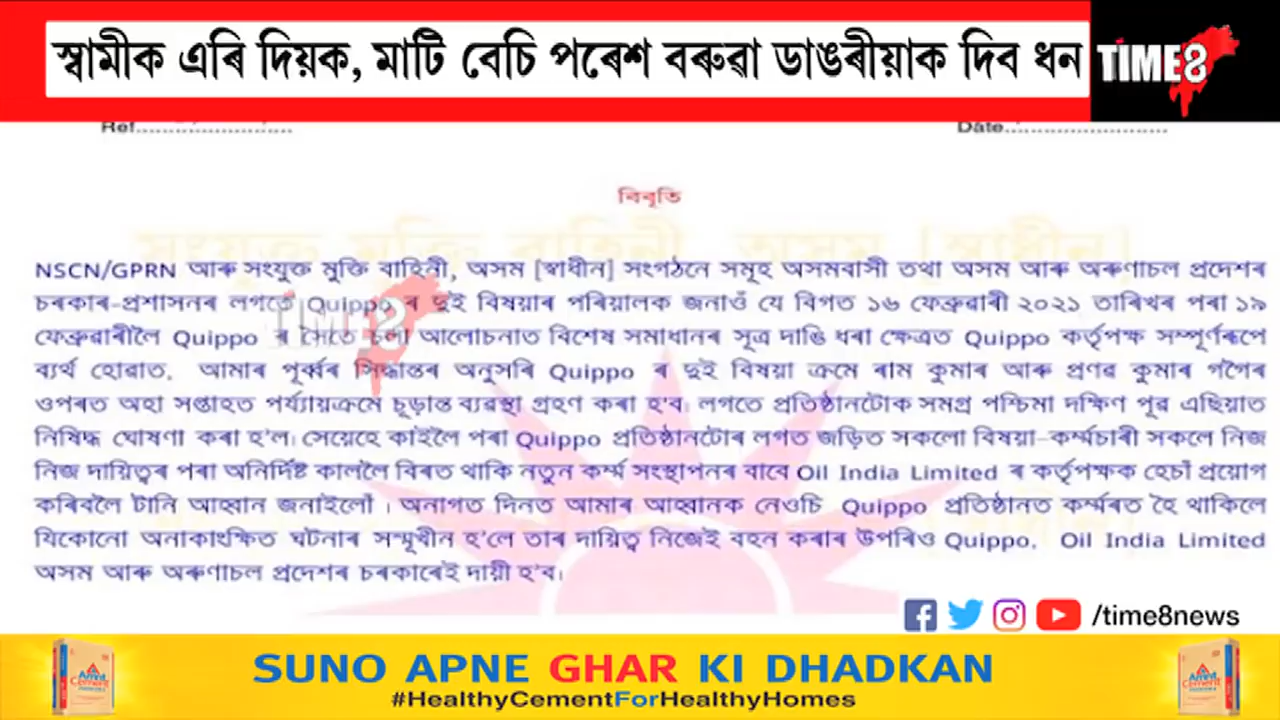 স্বামীক এৰি দিয়ক, মাটি বেচি পৰেশ বৰুৱা ডাঙৰীয়াক দিব ধন
TIME8
Ref........................
Date........................
বিবৃতি
সংযুক্ত মুক্তি বাহিনী, অসম [স্বাধীন]
NSCN/GPRN আৰু সংযুক্ত মুক্তি বাহিনী, অসম [স্বাধীন] সংগঠনে সমূহ অসমবাসী তথা অসম আৰু অৰুণাচল প্ৰদেশৰ
চৰকাৰ-প্ৰশাসনৰ লগতে Quippo ৰ দুই বিষয়াৰ পৰিয়ালক জনাওঁ যে বিগত ১৬ ফেব্ৰুৱাৰী ২০২১ তাৰিখৰ পৰা ১৯
ফেব্ৰুৱাৰীলৈ Quippo ৰ সৈতে চলা আলোচনাত বিশেষ সমাধানৰ সূত্ৰ দাঙি ধৰা ক্ষেত্ৰত Quippo কৰ্তৃপক্ষ সম্পূৰ্ণৰূপে
ব্যৰ্থ হোৱাত, আমাৰ পূৰ্ব্বৰ সিদ্ধান্তৰ অনুসৰি Quippo ৰ দুই বিষয়া ক্ৰমে ৰাম কুমাৰ আৰু প্ৰণৱ কুমাৰ গগৈৰ
ওপৰত অহা সপ্তাহত পৰ্য্যায়ক্ৰমে চূড়ান্ত ব্যৱস্থা গ্ৰহণ কৰা হ'ব। লগতে প্ৰতিষ্ঠানটোক সমগ্ৰ পশ্চিমা দক্ষিণ পূৱ এছিয়াত
নিষিদ্ধ ঘোষণা কৰা হ'ল। সেয়েহে কাইলৈ পৰা Quippo প্ৰতিষ্ঠানটোৰ লগত জড়িত সকলো বিষয়া-কৰ্ম্মচাৰী সকলে নিজ
নিজ দায়িত্বৰ পৰা অনিৰ্দিষ্ট কাললৈ বিৰত থাকি নতুন কৰ্ম্ম সংস্থাপনৰ বাবে Oil India Limited ৰ কৰ্তৃপক্ষক হেচাঁ প্ৰয়োগ
কৰিবলৈ টানি আহ্বান জনাইলোঁ । অনাগত দিনত আমাৰ আহ্বানক নেওচি Quippo প্ৰতিষ্ঠানত কৰ্ম্মৰত হৈ থাকিলে
যিকোনো অনাকাংক্ষিত ঘটনাৰ সন্মূখীন হ'লে তাৰ দায়িত্ব নিজেই বহন কৰাৰ উপৰিও Quippo, Oil India Limited
অসম আৰু অৰুণাচল প্ৰদেশৰ চৰকাৰেই দায়ী হ'ব।
TIME8
/time8news
SUNO APNE GHAR KI DHADKAN
#HealthyCementForHealthyHomes
Amrit Cement
Amrit Cement